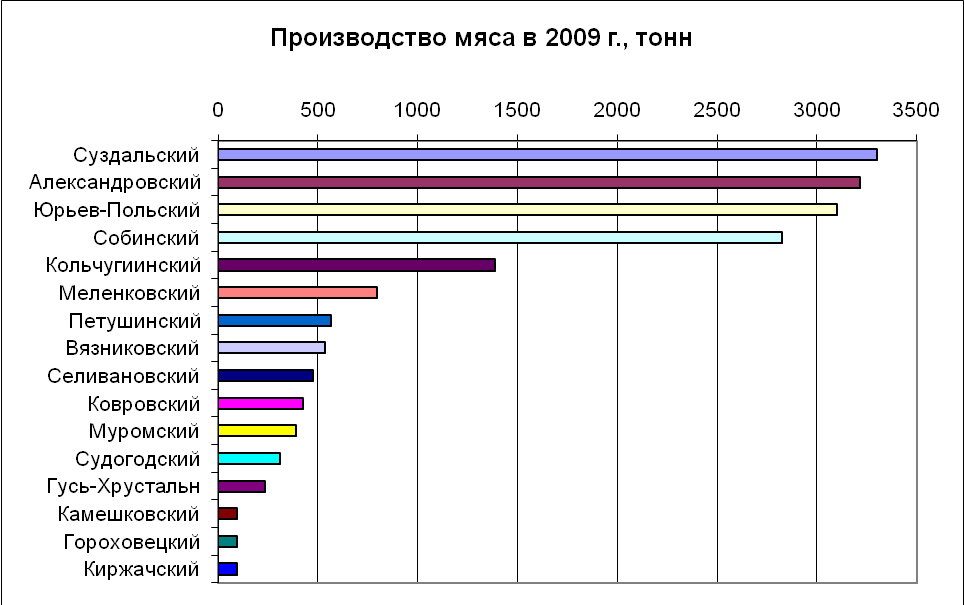 Производство мяса в 2009 г., тонн
0 500 1000 1500 2000 2500 3000 3500
Суздальский
Александровский
Юрьев-Польский
Собинский
Кольчугиинский
Меленковский
Петушинский
Вязниковский
Селивановский
Ковровский
Муромский
Судогодский
Гусь-Хрустальн
Камешковский
Гороховецкий
Киржачский